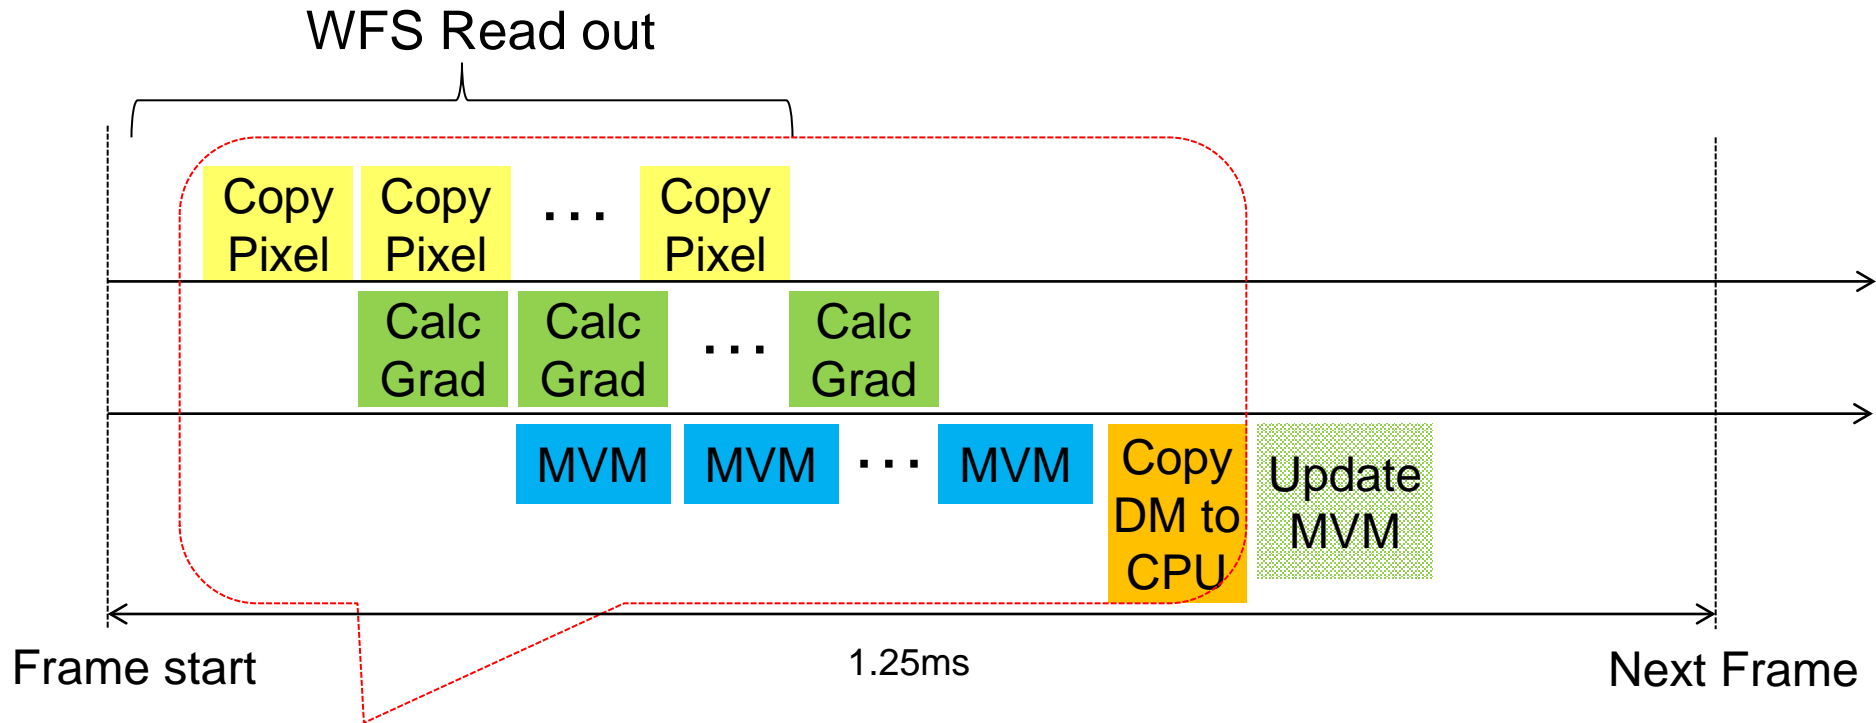 WFS Read out
Copy
Pixel
Copy
Pixel
...
Copy
Pixel
Calc
Grad
Calc
Grad
...
Calc
Grad
MVM
MVM
...
MVM
Copy
DM to
CPU
Update
MVM
Frame start
1.25ms
Next Frame